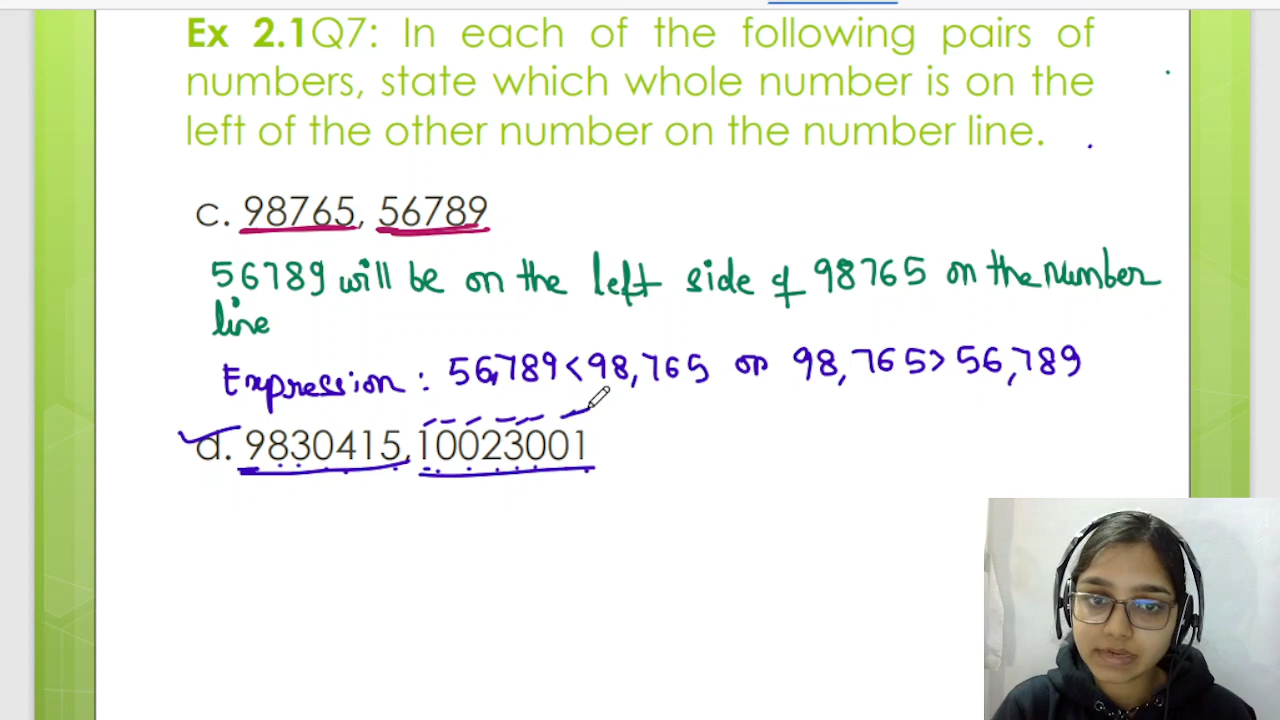 Ex 2.1Q7: In each of the following pairs of
numbers, state which whole number is on the
left of the other number on the number line.
c. 98765, 56789
56789 will be on the left side of 98765 on the number
line
Expression : 56,789 < 98,765 or 98,765 > 56,789
d. 9830415, 10023001